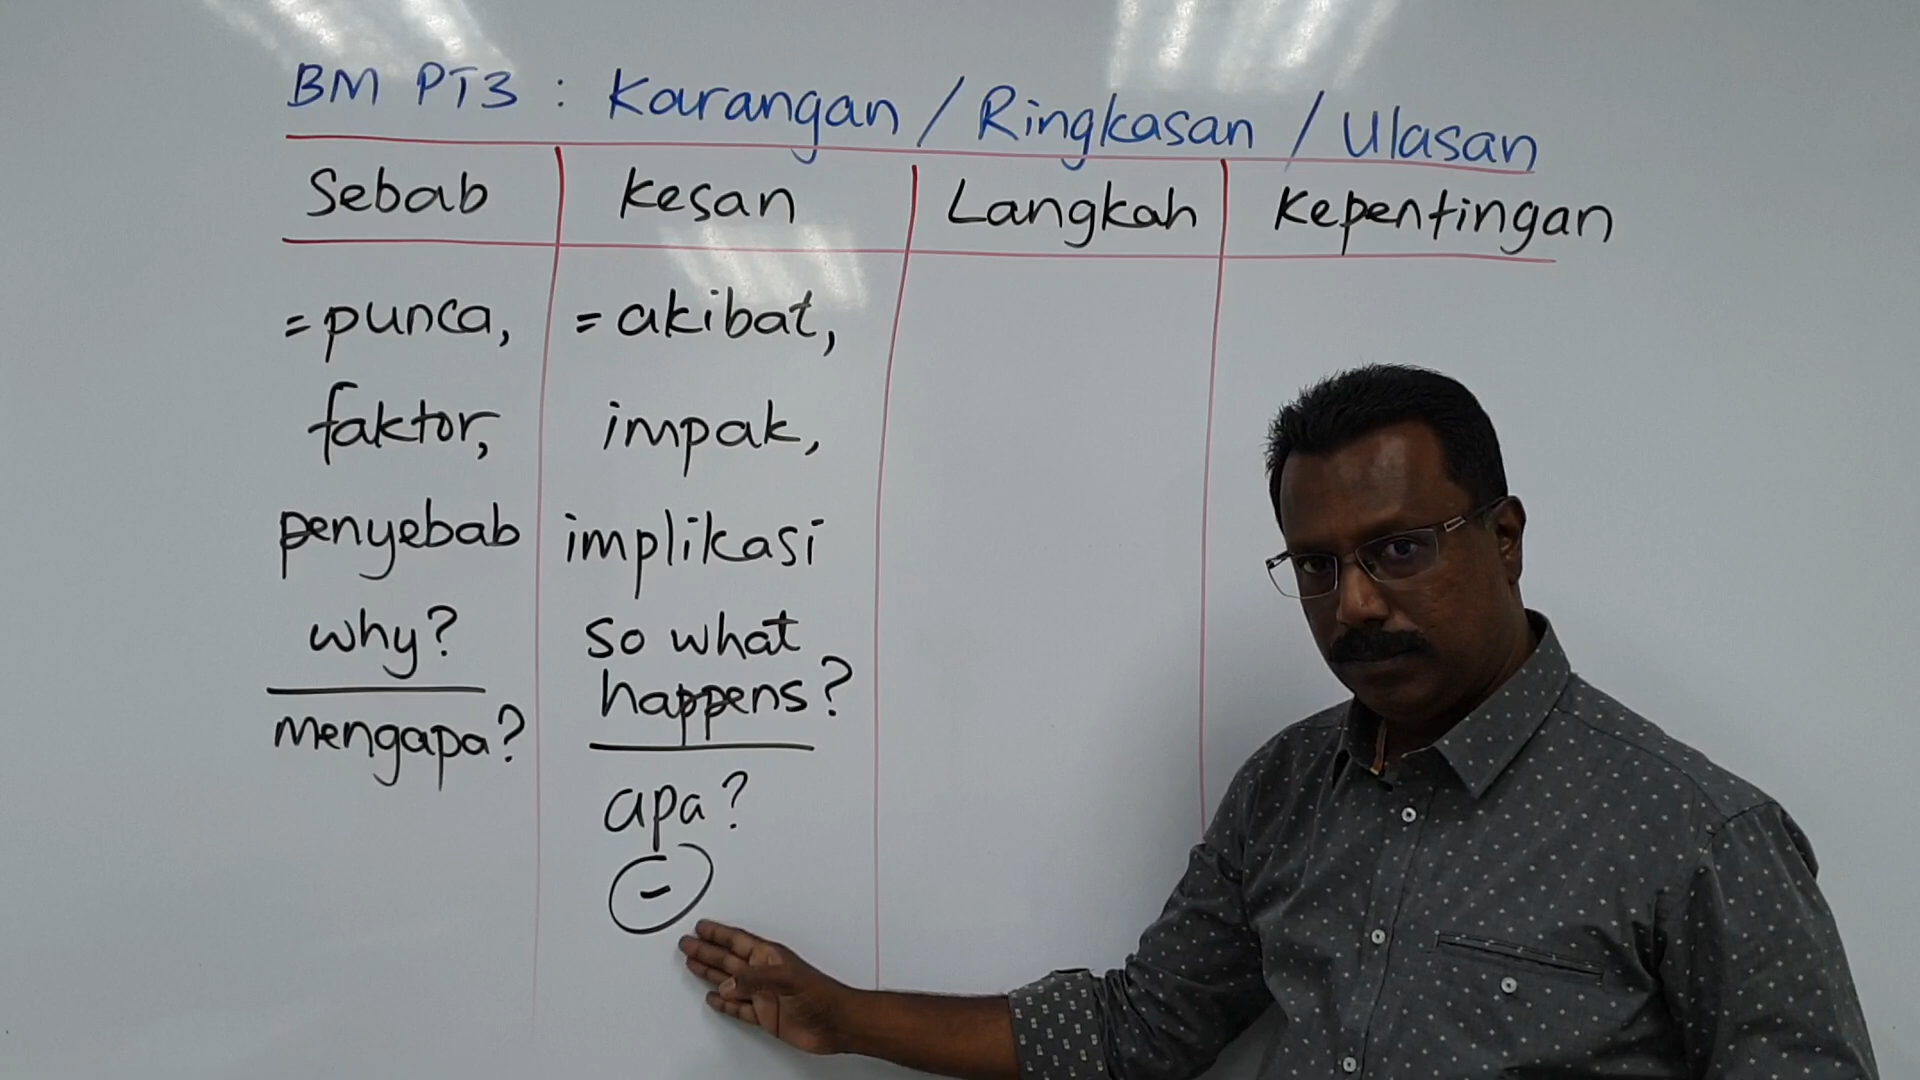 BM PT3 : Karangan / Ringkasan / Ulasan
Sebab
Kesan
Langkah
Kepentingan
= punca,
faktor,
penyebab
why?
mengapa?
= akibat,
impak,
implikasi
so what
happens?
apa?
-